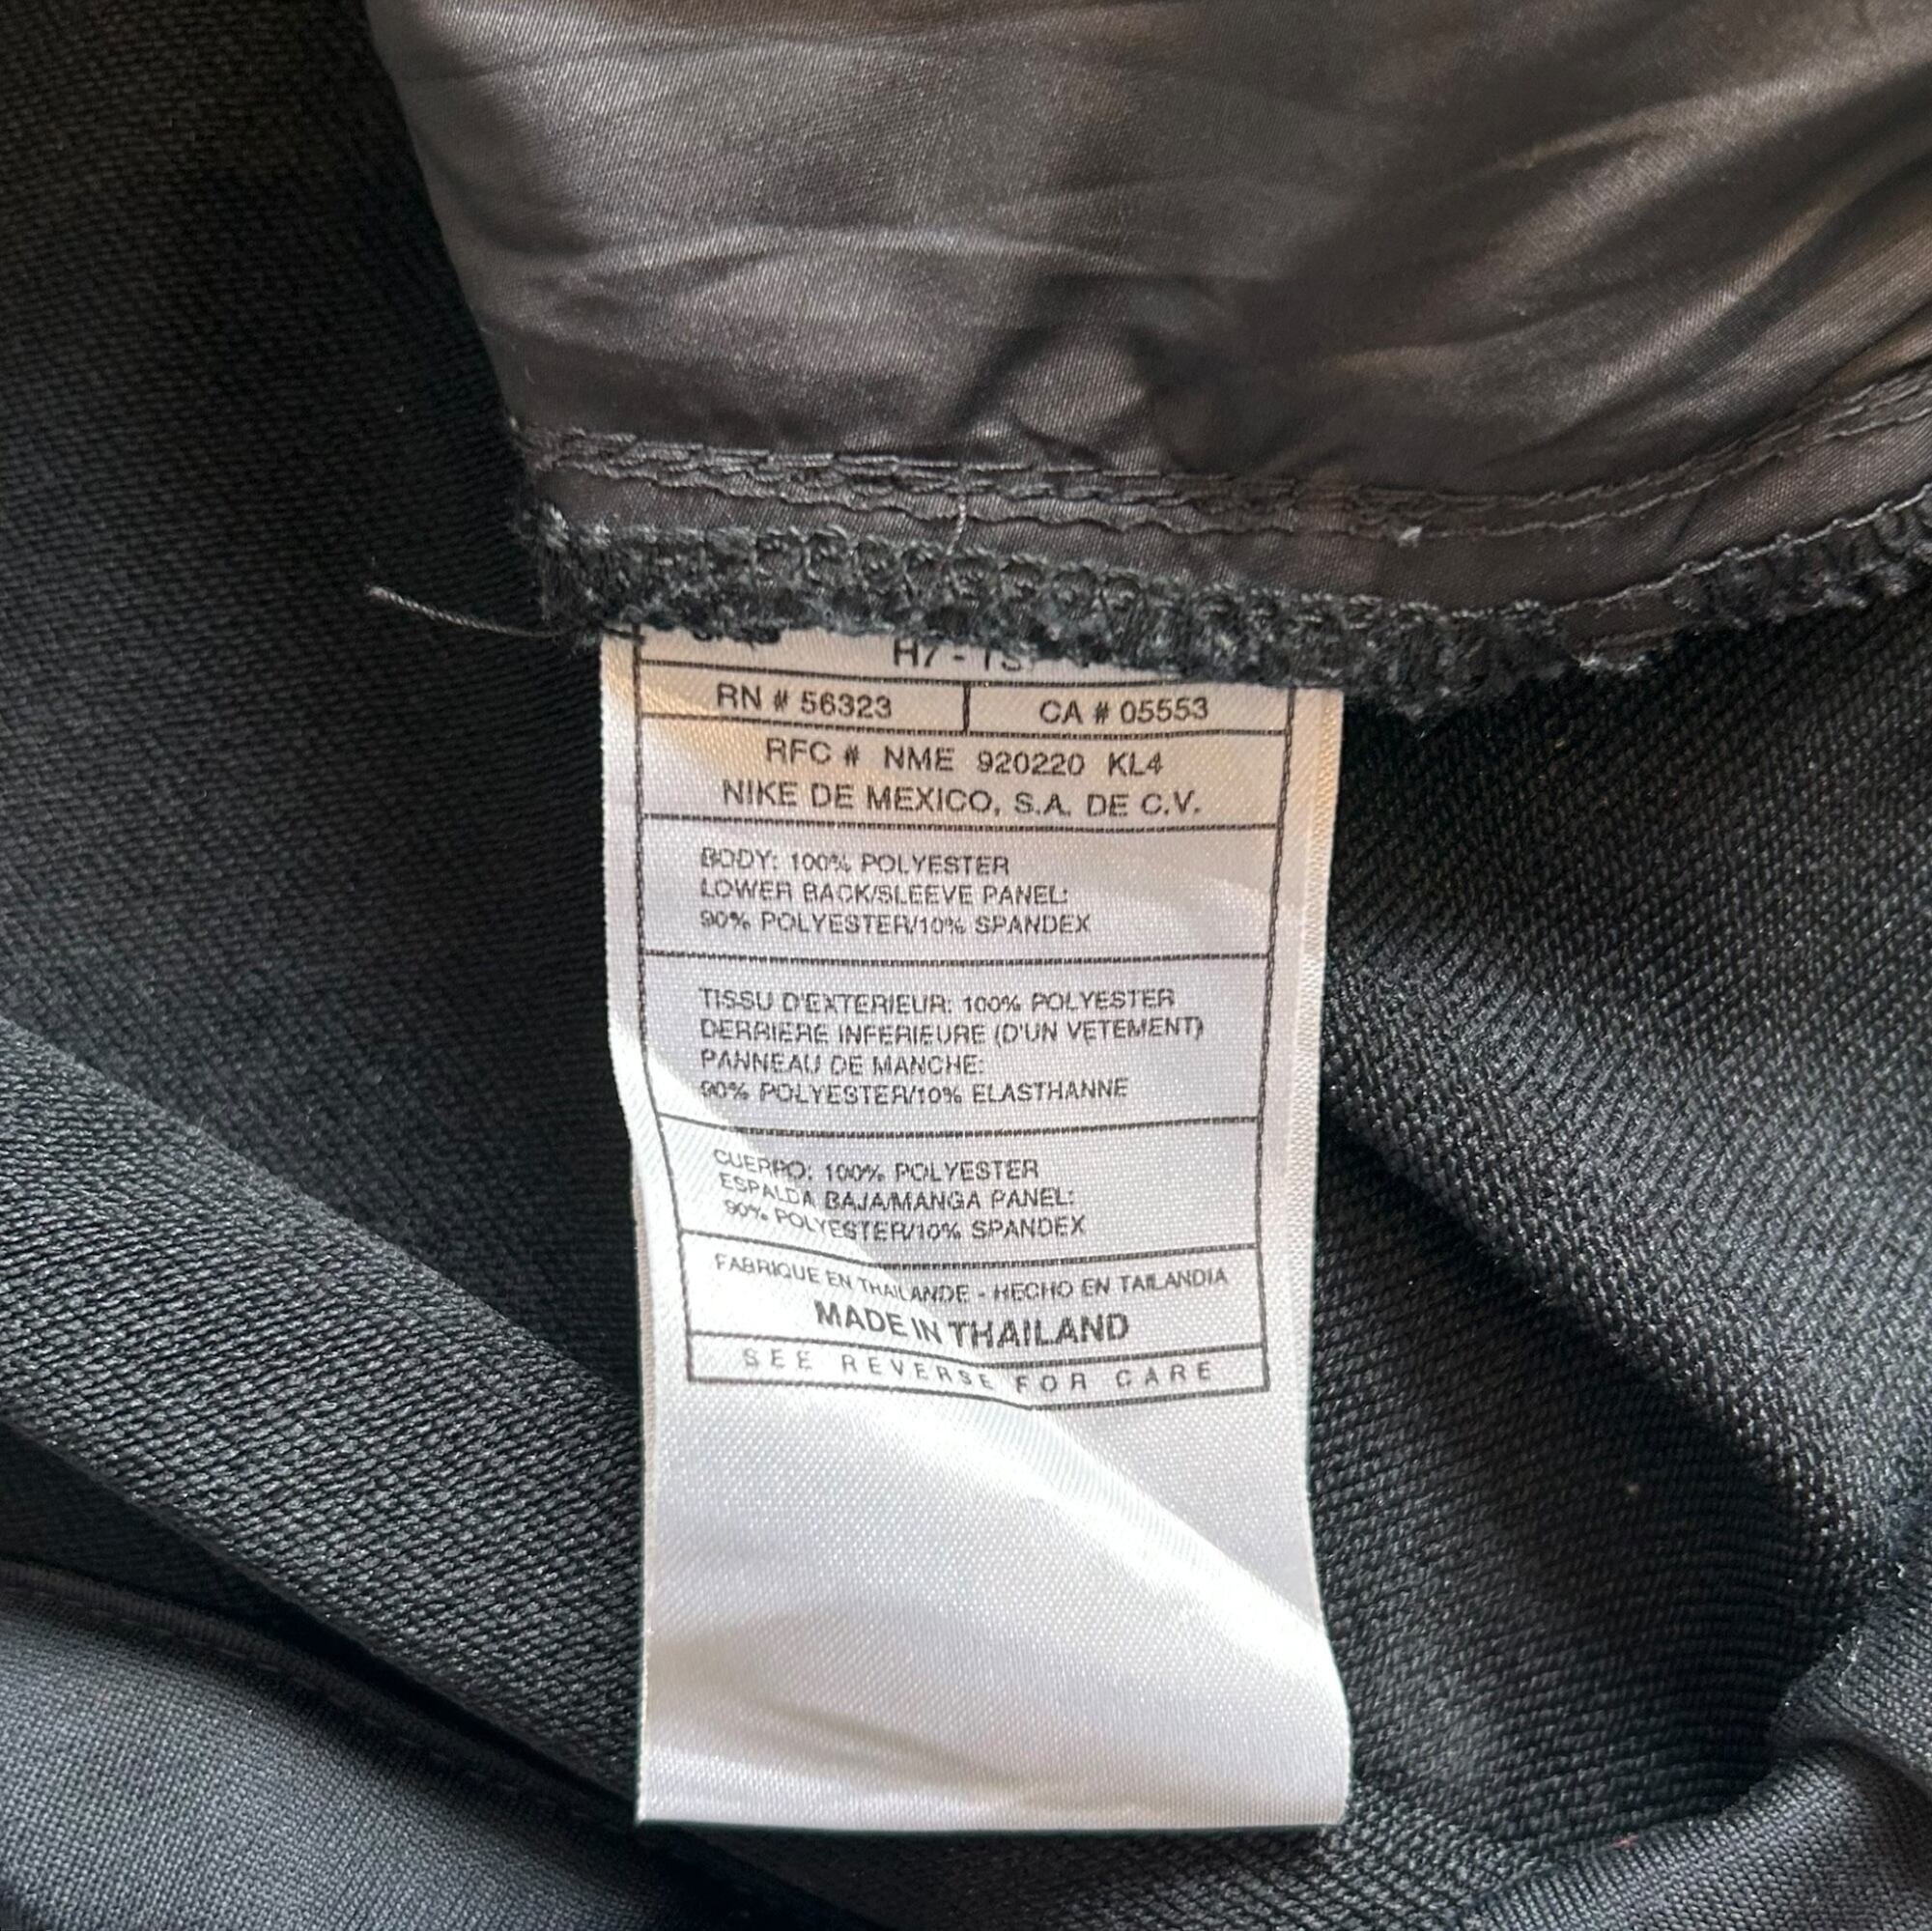 RN # 56323 CA # 05553
RFC # NME 920220 KL4
NIKE DE MEXICO, S.A. DE C.V.
BODY: 100% POLYESTER
LOWER BACK/SLEEVE PANEL:
90% POLYESTER/10% SPANDEX
TISSU D'EXTERIEUR: 100% POLYESTER
DERRIERE INFERIEURE (D'UN VETEMENT)
PANNEAU DE MANCHE:
90% POLYESTER/10% ELASTHANNE
CUERPO: 100% POLYESTER
ESPALDA BAJA/MANGA PANEL:
90% POLYESTER/10% SPANDEX
FABRIQUE EN THAILANDE - HECHO EN TAILANDIA
MADE IN THAILAND
SEE REVERSE FOR CARE